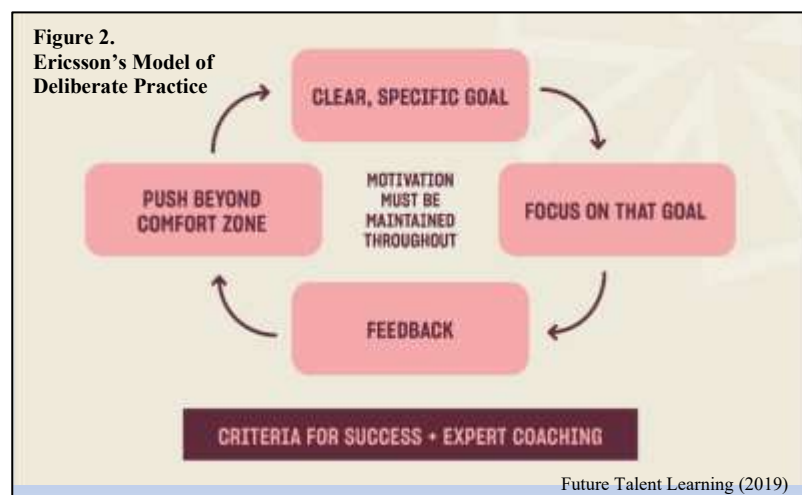 Figure 2.
Ericsson's Model of
Deliberate Practice
CLEAR, SPECIFIC GOAL
PUSH BEYOND
COMFORT ZONE
MOTIVATION
MUST BE
MAINTAINED
THROUGHOUT
FOCUS ON THAT GOAL
FEEDBACK
CRITERIA FOR SUCCESS + EXPERT COACHING
Future Talent Learning (2019)